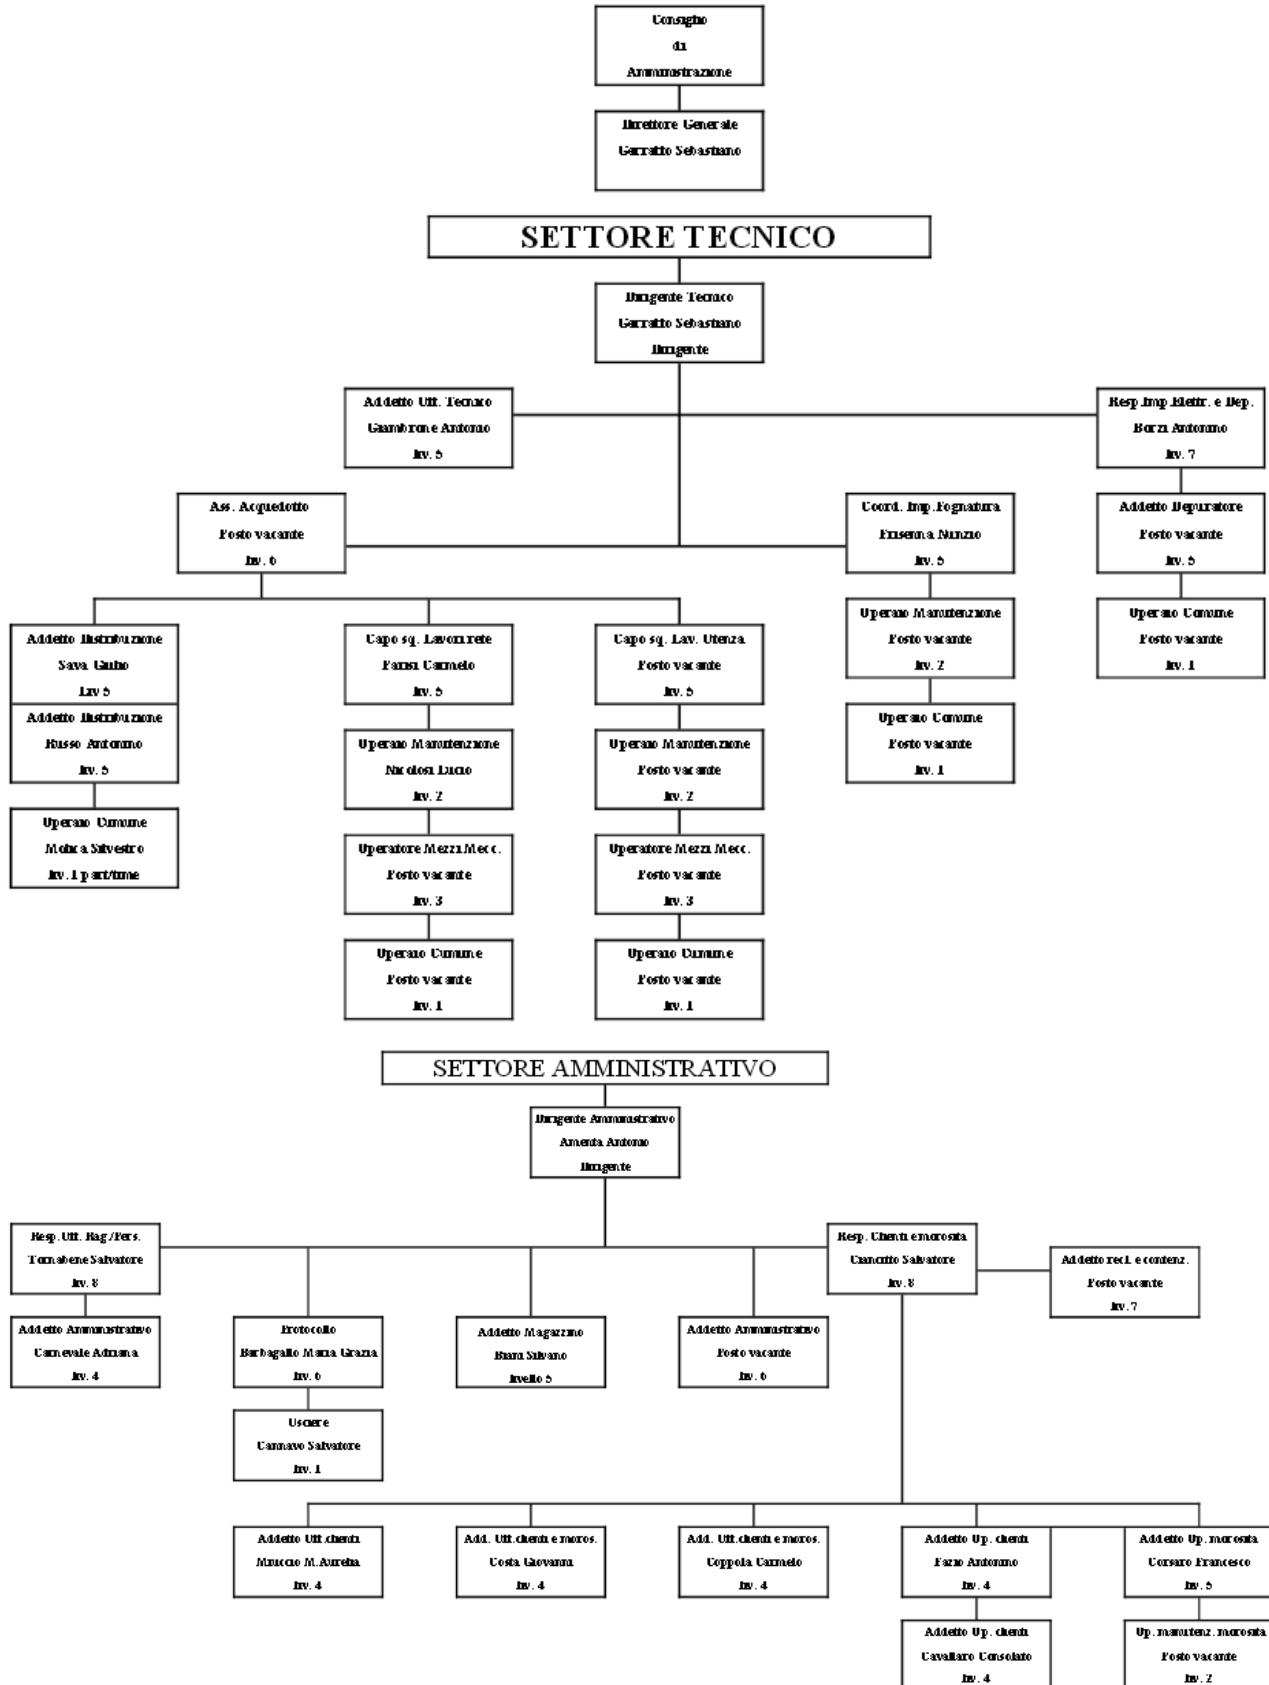 Consiglio
di
Amministrazione
Direttore Generale
Garraffo Sebastiano
SETTORE TECNICO
Dirigente Tecnico
Garraffo Sebastiano
Dirigente
Addetto Uff. Tecnico
Giambrone Antonio
liv. 5
Resp.Imp.Elettr. e Dep.
Borzi Antonino
liv. 7
Ass. Acquedotto
Posto vacante
liv. 6
Coord. Imp.Fognatura
Frisenna Nunzio
liv. 5
Addetto Depuratore
Posto vacante
liv. 5
Addetto Distribuzione
Sava Giulio
Liv 5
Capo sq. Lavori rete
Parisi Carmelo
liv. 5
Capo sq. Lav. Utenza
Posto vacante
liv. 5
Operaio Manutenzione
Posto vacante
liv. 2
Operaio Comune
Posto vacante
liv. 1
Addetto Distribuzione
Russo Antonino
liv. 5
Operaio Manutenzione
Nicolosi Lucio
liv. 2
Operaio Manutenzione
Posto vacante
liv. 2
Operaio Comune
Posto vacante
liv. 1
Operaio Comune
Silvestro
liv. 1 part/time
Operatore Mezzi Mecc.
Posto vacante
liv. 3
Operatore Mezzi Mecc.
Posto vacante
liv. 3
Operaio Comune
Posto vacante
liv. 1
Operaio Comune
Posto vacante
liv. 1
SETTORE AMMINISTRATIVO
Dirigente Amministrativo
Amenta Antonio
Dirigente
Resp. Uff. Rag./Pers.
Tornabene Salvatore
liv. 8
Resp. Clienti e morosita
Ciancitto Salvatore
liv. 8
Addetto recl. e contenz.
Posto vacante
liv. 7
Addetto Amministrativo
Carnevale Adriana
liv. 4
Protocollo
Barbagallo Maria Grazia
liv. 6
Addetto Magazzino
Silvano
livello 5
Addetto Amministrativo
Posto vacante
liv. 6
Usciere
Cannavo Salvatore
liv. 1
Addetto Uff.clienti
M.Aurelia
liv. 4
Add. Uff.clienti e moros.
Costa Giovanni
liv. 4
Add. Uff.clienti e moros.
Coppola Carmelo
liv. 4
Addetto Op. clienti
Fazio Antonino
liv. 4
Addetto Op. morosita
Corsaro Francesco
liv. 5
Addetto Op. clienti
Cavallaro Consolato
liv. 4
Op. manutenz. morosita
Posto vacante
liv. 2